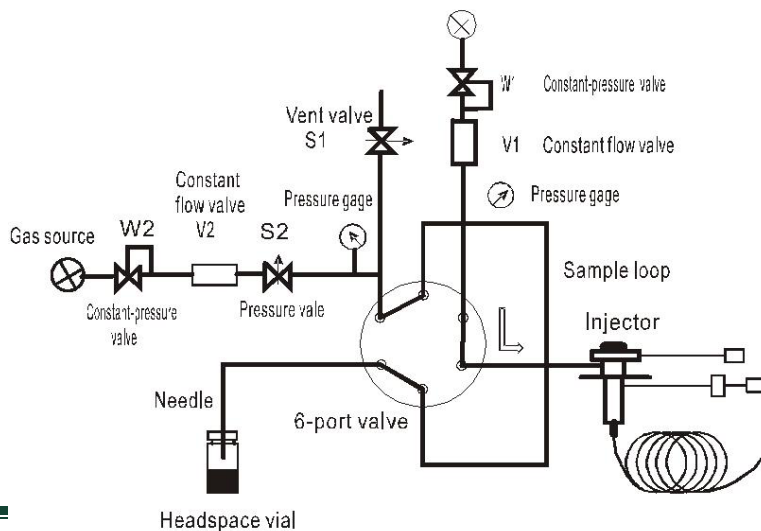 Vent valve
S1
W'
Constant-pressure valve
V1
Constant flow valve
Pressure gage
Constant
flow valve
V2
Pressure gage
Gas source
W2
S2
Constant-pressure
valve
Pressure vale
Sample loop
Injector
Needle
6-port valve
Headspace vial